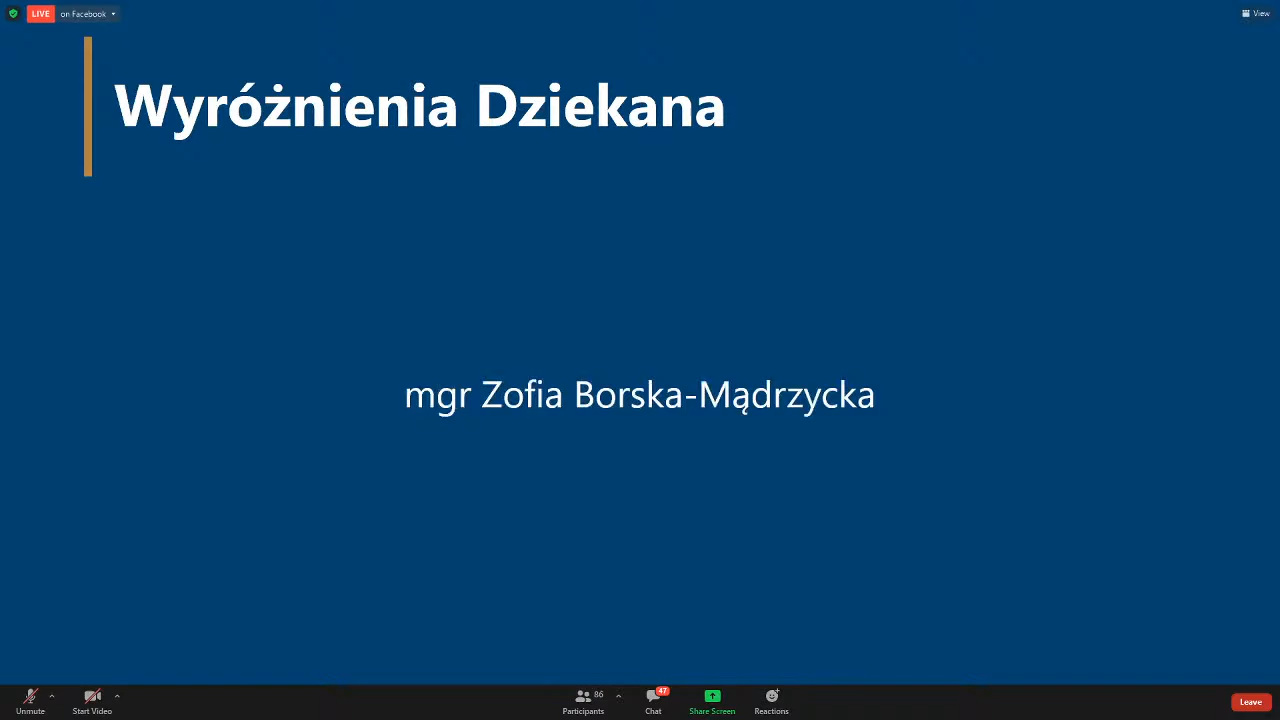 LIVE on Facebook
View
Wyróżnienia Dziekana
mgr Zofia Borska-Mądrzycka
Unmute
Start Video
86
Participants
47
Chat
Share Screen
Reactions
Leave